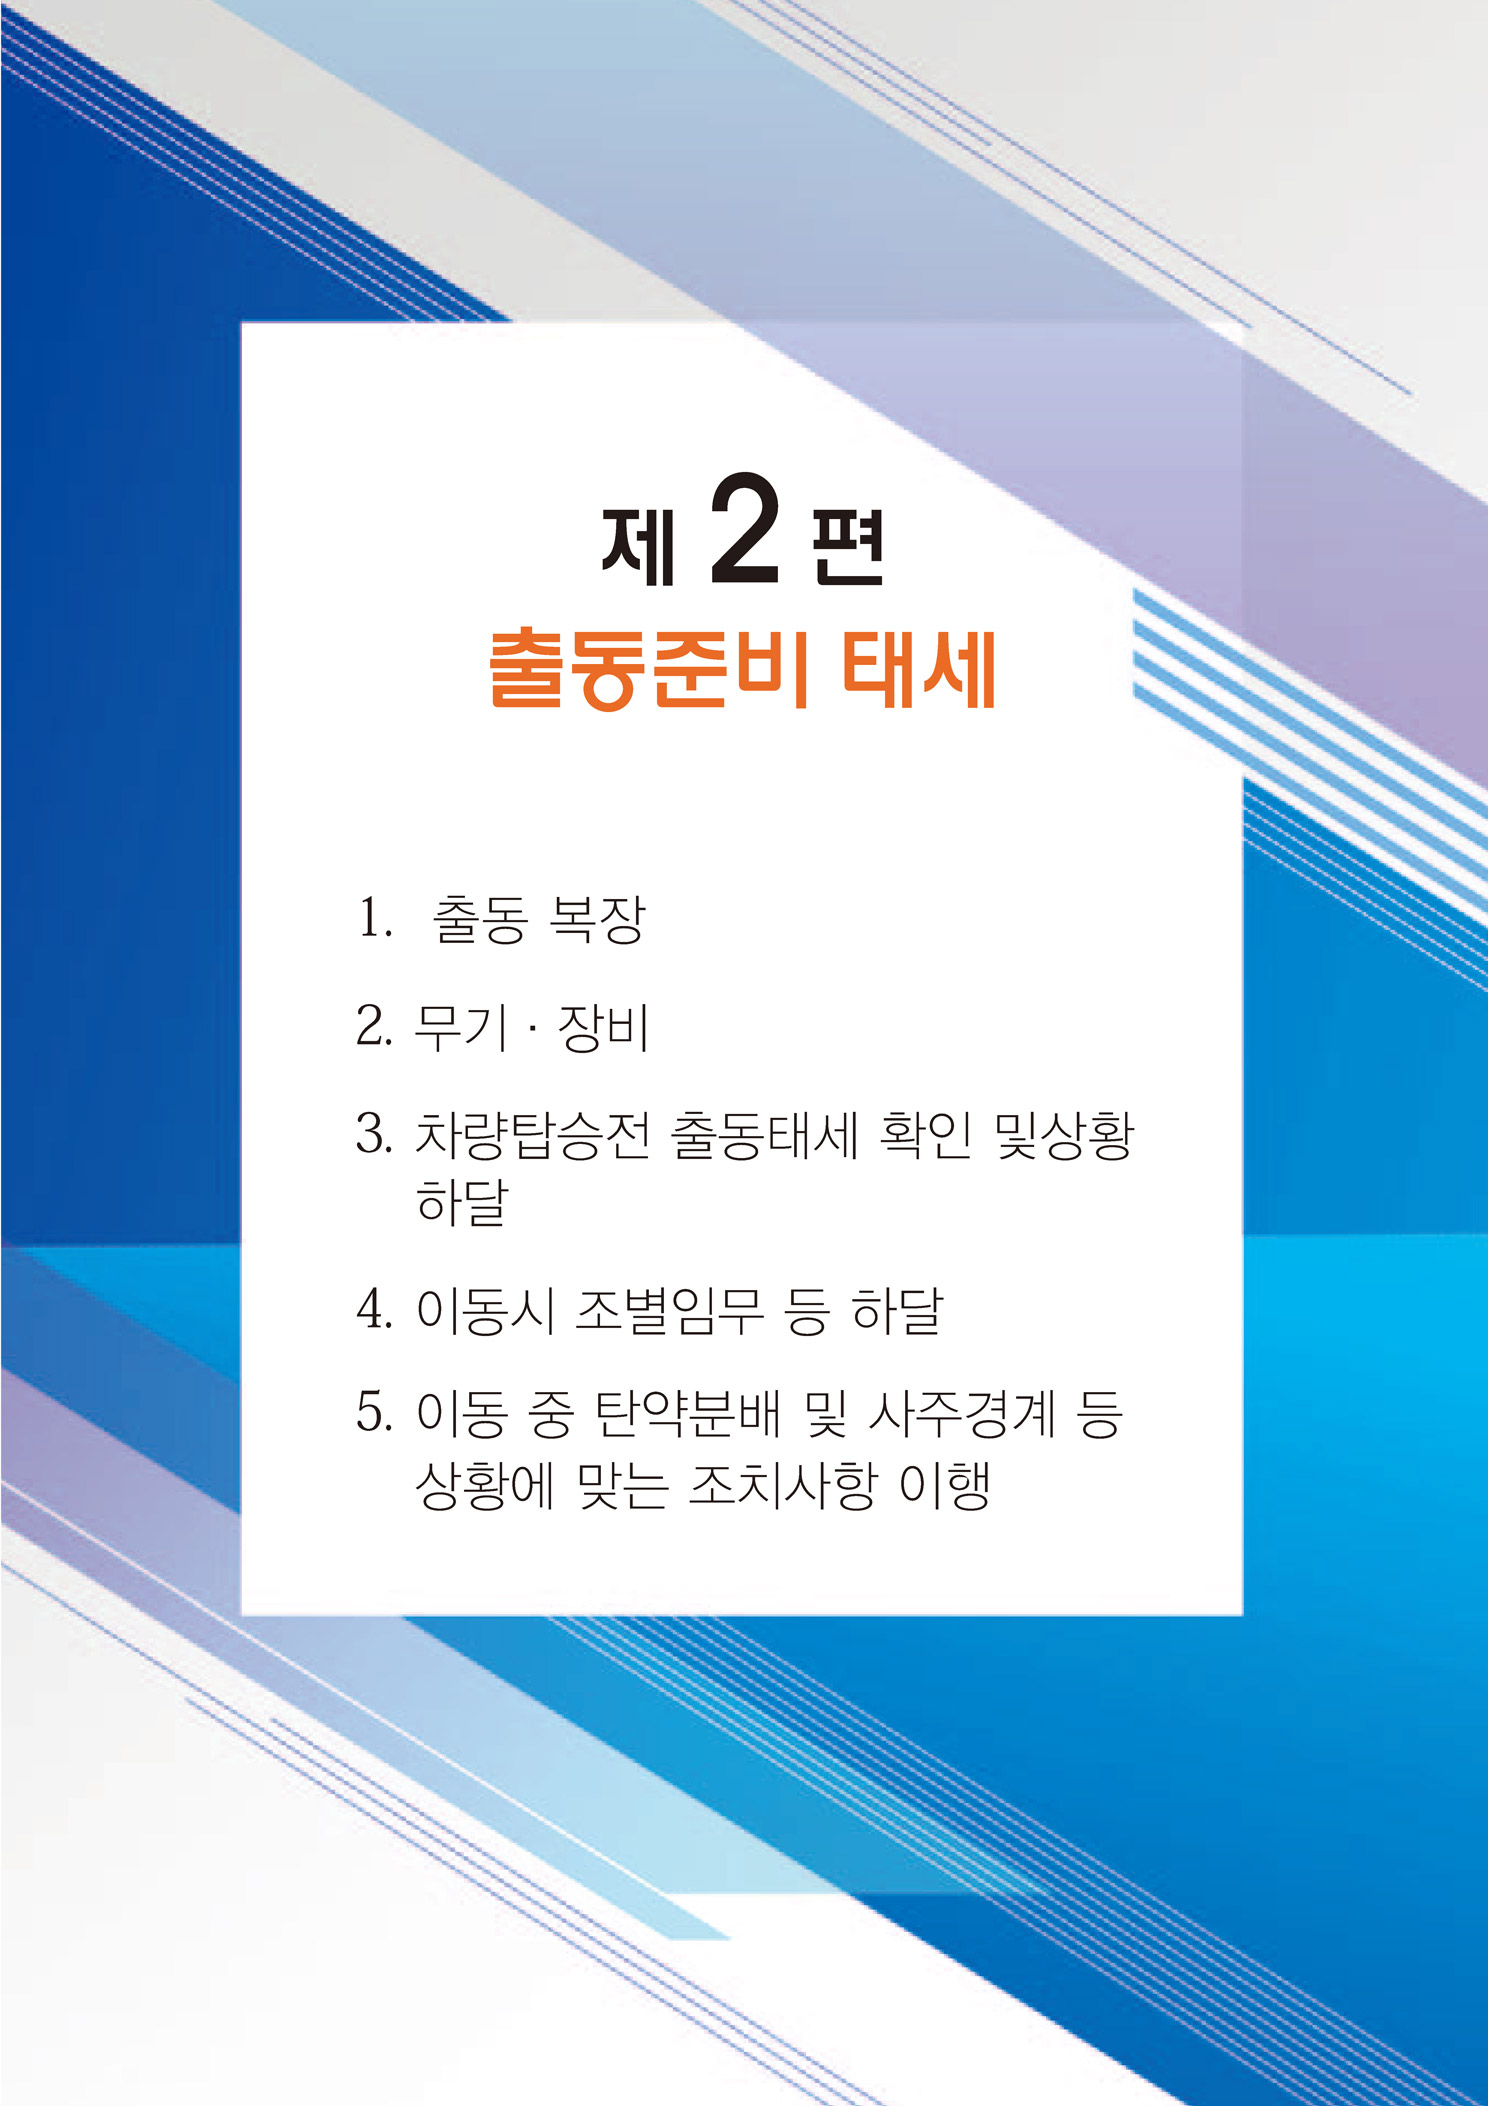 제 2 편
출동준비 태세
1. 출동 복장
2. 무기 · 장비
3. 차량탑승전 출동태세 확인 및상황
하달
4. 이동시 조별임무 등 하달
5. 이동 중 탄약분배 및 사주경계 등
상황에 맞는 조치사항 이행